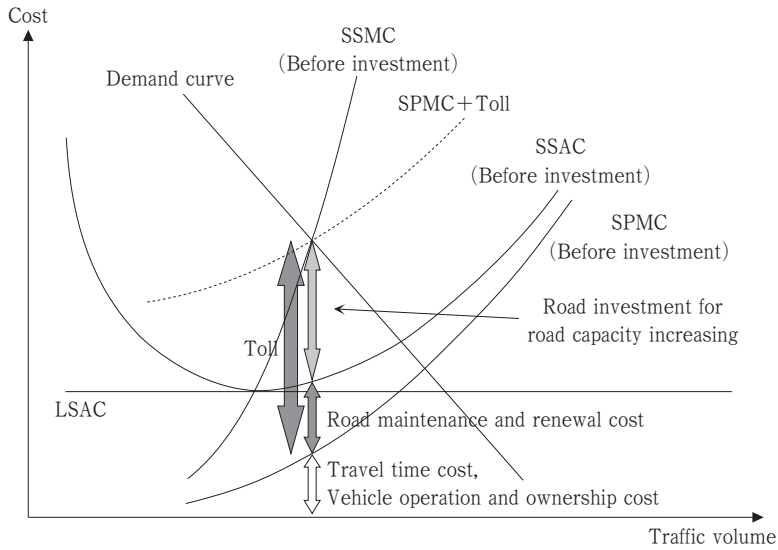 Cost
SSMC
(Before investment)
Demand curve
SPMC＋Toll
SSAC
(Before investment)
SPMC
(Before investment)
Road investment for
road capacity increasing
Toll
LSAC
Road maintenance and renewal cost
Travel time cost,
Vehicle operation and ownership cost
Traffic volume